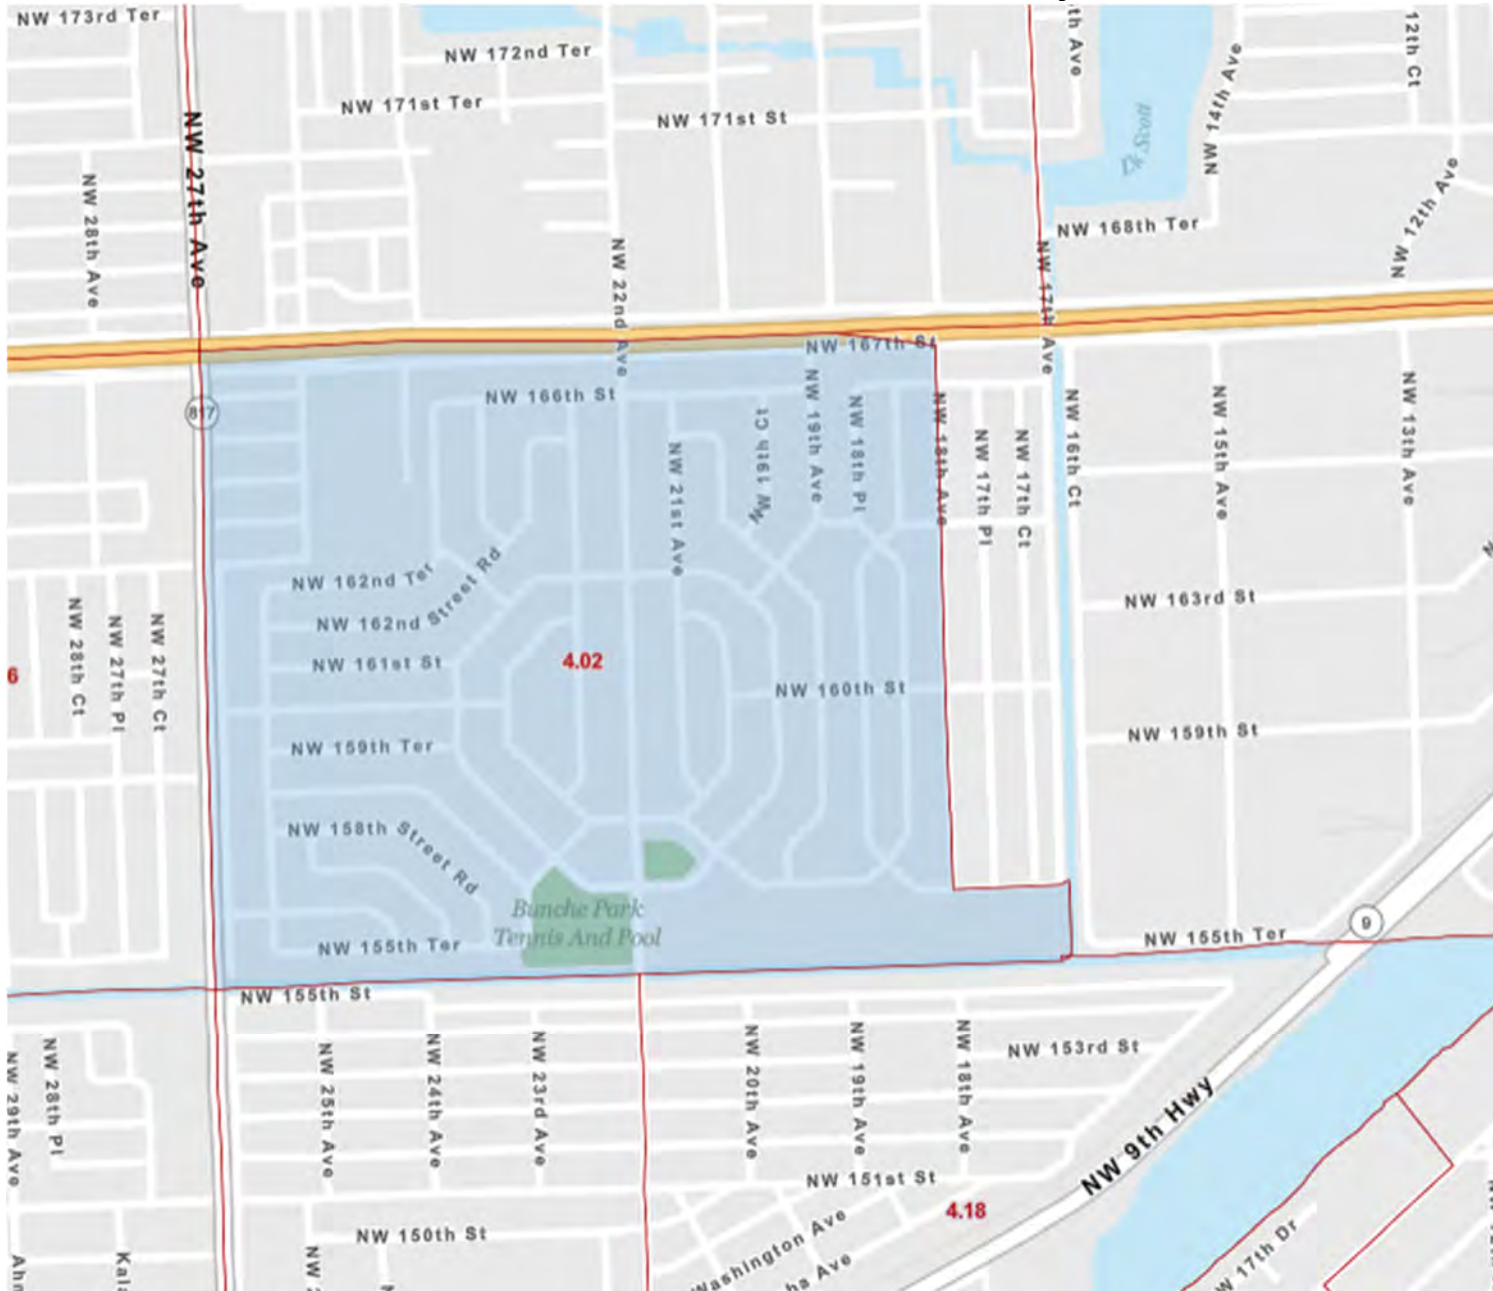 NW 173rd Ter
NW 172nd Ter
NW 171st Ter
NW 171st St
th Ave
12th Ct
NW 14th Ave
NW 27th Ave
NW 28th Ave
NW 12th Ave
NW 168th Ter
NW 22nd Ave
NW 17th Ave
NW 167th St
817
NW 166th St
NW 19th Ct
NW 19th Ave
NW 18th Pl
NW 18th Ave
NW 17th Pl
NW 17th Ct
NW 16th Ct
NW 15th Ave
NW 13th Ave
NW 21st Ave
NW 162nd Ter
NW 162nd Street Rd
NW 163rd St
NW 28th Ct
NW 27th Pl
NW 27th Ct
6
NW 161st St
4.02
NW 160th St
NW 159th Ter
NW 159th St
NW 158th Street Rd
Bunche Park
Tennis And Pool
NW 155th Ter
9
NW 155th Ter
NW 155th St
NW 29th Ave
NW 28th Pl
NW 25th Ave
NW 24th Ave
NW 23rd Ave
NW 20th Ave
NW 19th Ave
NW 18th Ave
NW 153rd St
NW 9th Hwy
NW 151st St
4.18
NW 150th St
Washington Ave
ha Ave
W 17th Dr
Ahm
Kala
NW 2